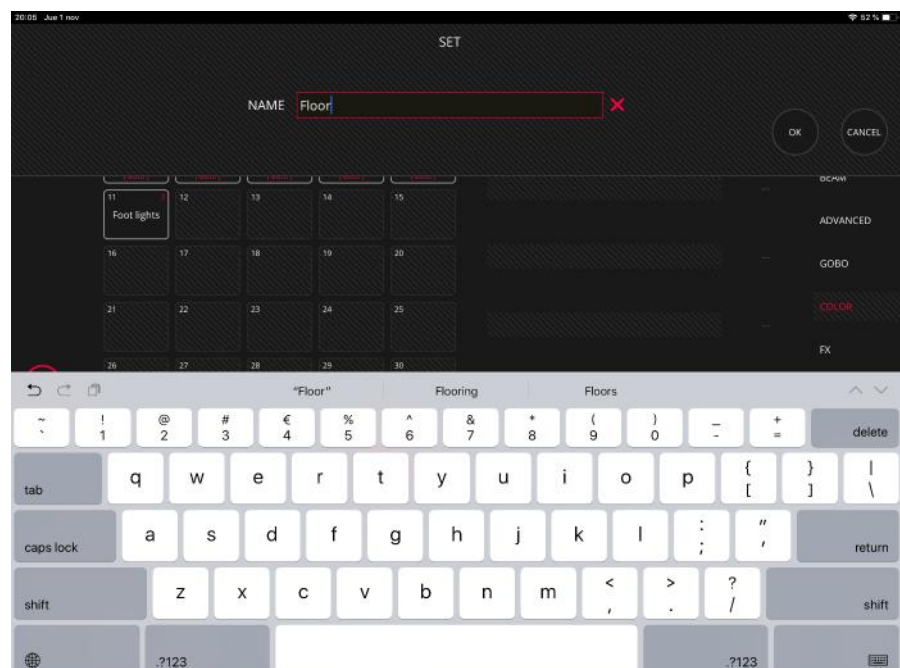 20:05 Jue 1 nov 52 %
SET
NAME Floor
OK CANCEL
BEAM
11 12 13 14 15
Foot lights
ADVANCED
16 17 18 19 20
GOBO
21 22 23 24 25
COLOR
FX
26 27 28 29 30
"Floor" Flooring Floors
~ ! @ # € % ^ & * ( ) _ +
` 1 2 3 4 5 6 7 8 9 0 - = delete
tab q w e r t y u i o p { [ } ] | \
caps lock a s d f g h j k l : ; " ' return
shift z x c v b n m < , > . ? / shift
.?123 .?123